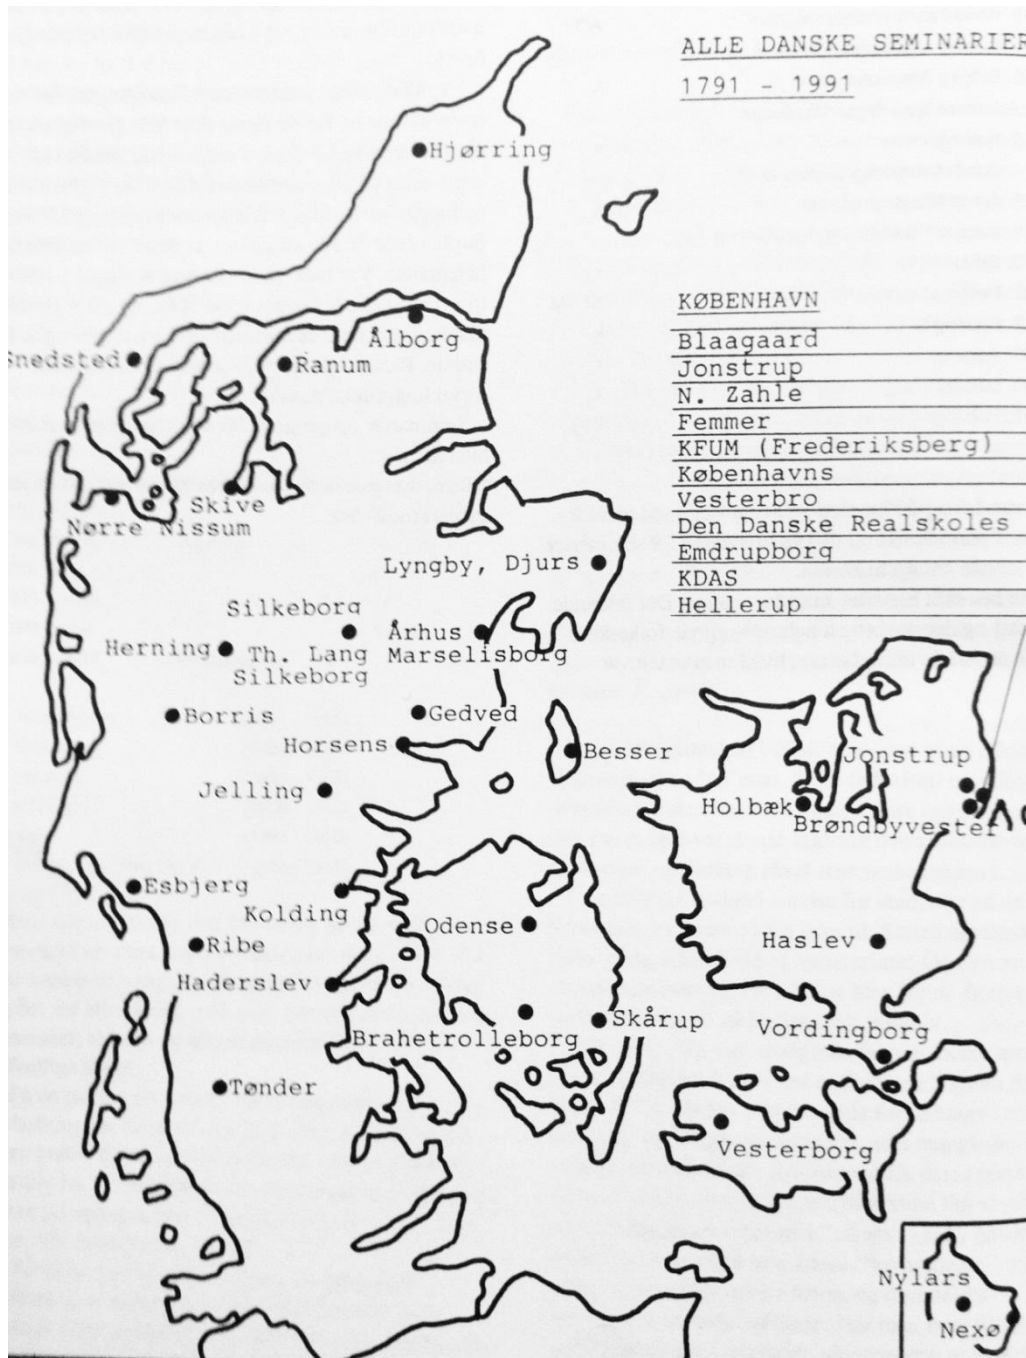 ALLE DANSKE SEMINARIER
1791 - 1991
Hjørring
KØBENHAVN
Blaagaard
Jonstrup
N. Zahle
Femmer
KFUM (Frederiksberg)
Københavns
Vesterbro
Den Danske Realskoles
Emdrupborg
KDAS
Hellerup
Ålborg
Snedsted
Ranum
Skive
Nørre Nissum
Lyngby, Djurs
Silkeborg
Th. Lang
Silkeborg
Århus
Marselisborg
Herning
Borris
Gedved
Horsens
Besser
Jonstrup
Jelling
Holbæk
Brøndbyvester
Esbjerg
Kolding
Odense
Ribe
Haslev
Haderslev
Brahetrolleborg
Skårup
Vordingborg
Tønder
Vesterborg
Nylars
Nexø